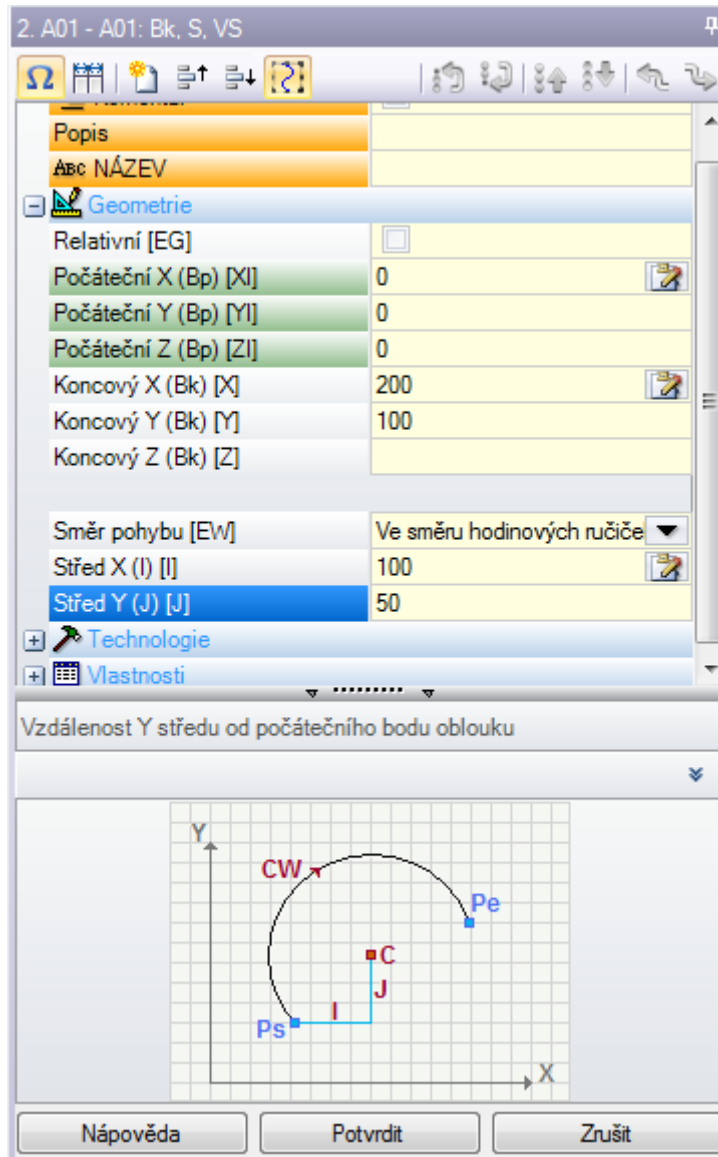 2. A01 - A01: Bk, S, VS
Popis
ABC NÁZEV
Geometrie
Relativní [EG]
Počáteční X (Bp) [XI] 0
Počáteční Y (Bp) [YI] 0
Počáteční Z (Bp) [ZI] 0
Koncový X (Bk) [X] 200
Koncový Y (Bk) [Y] 100
Koncový Z (Bk) [Z]
Směr pohybu [EW] Ve směru hodinových ručiče
Střed X (I) [I] 100
Střed Y (J) [J] 50
Technologie
Vlastnosti
Vzdálenost Y středu od počátečního bodu oblouku
Y
CW
Pe
C
J
I
Ps
X
Nápověda Potvrdit Zrušit